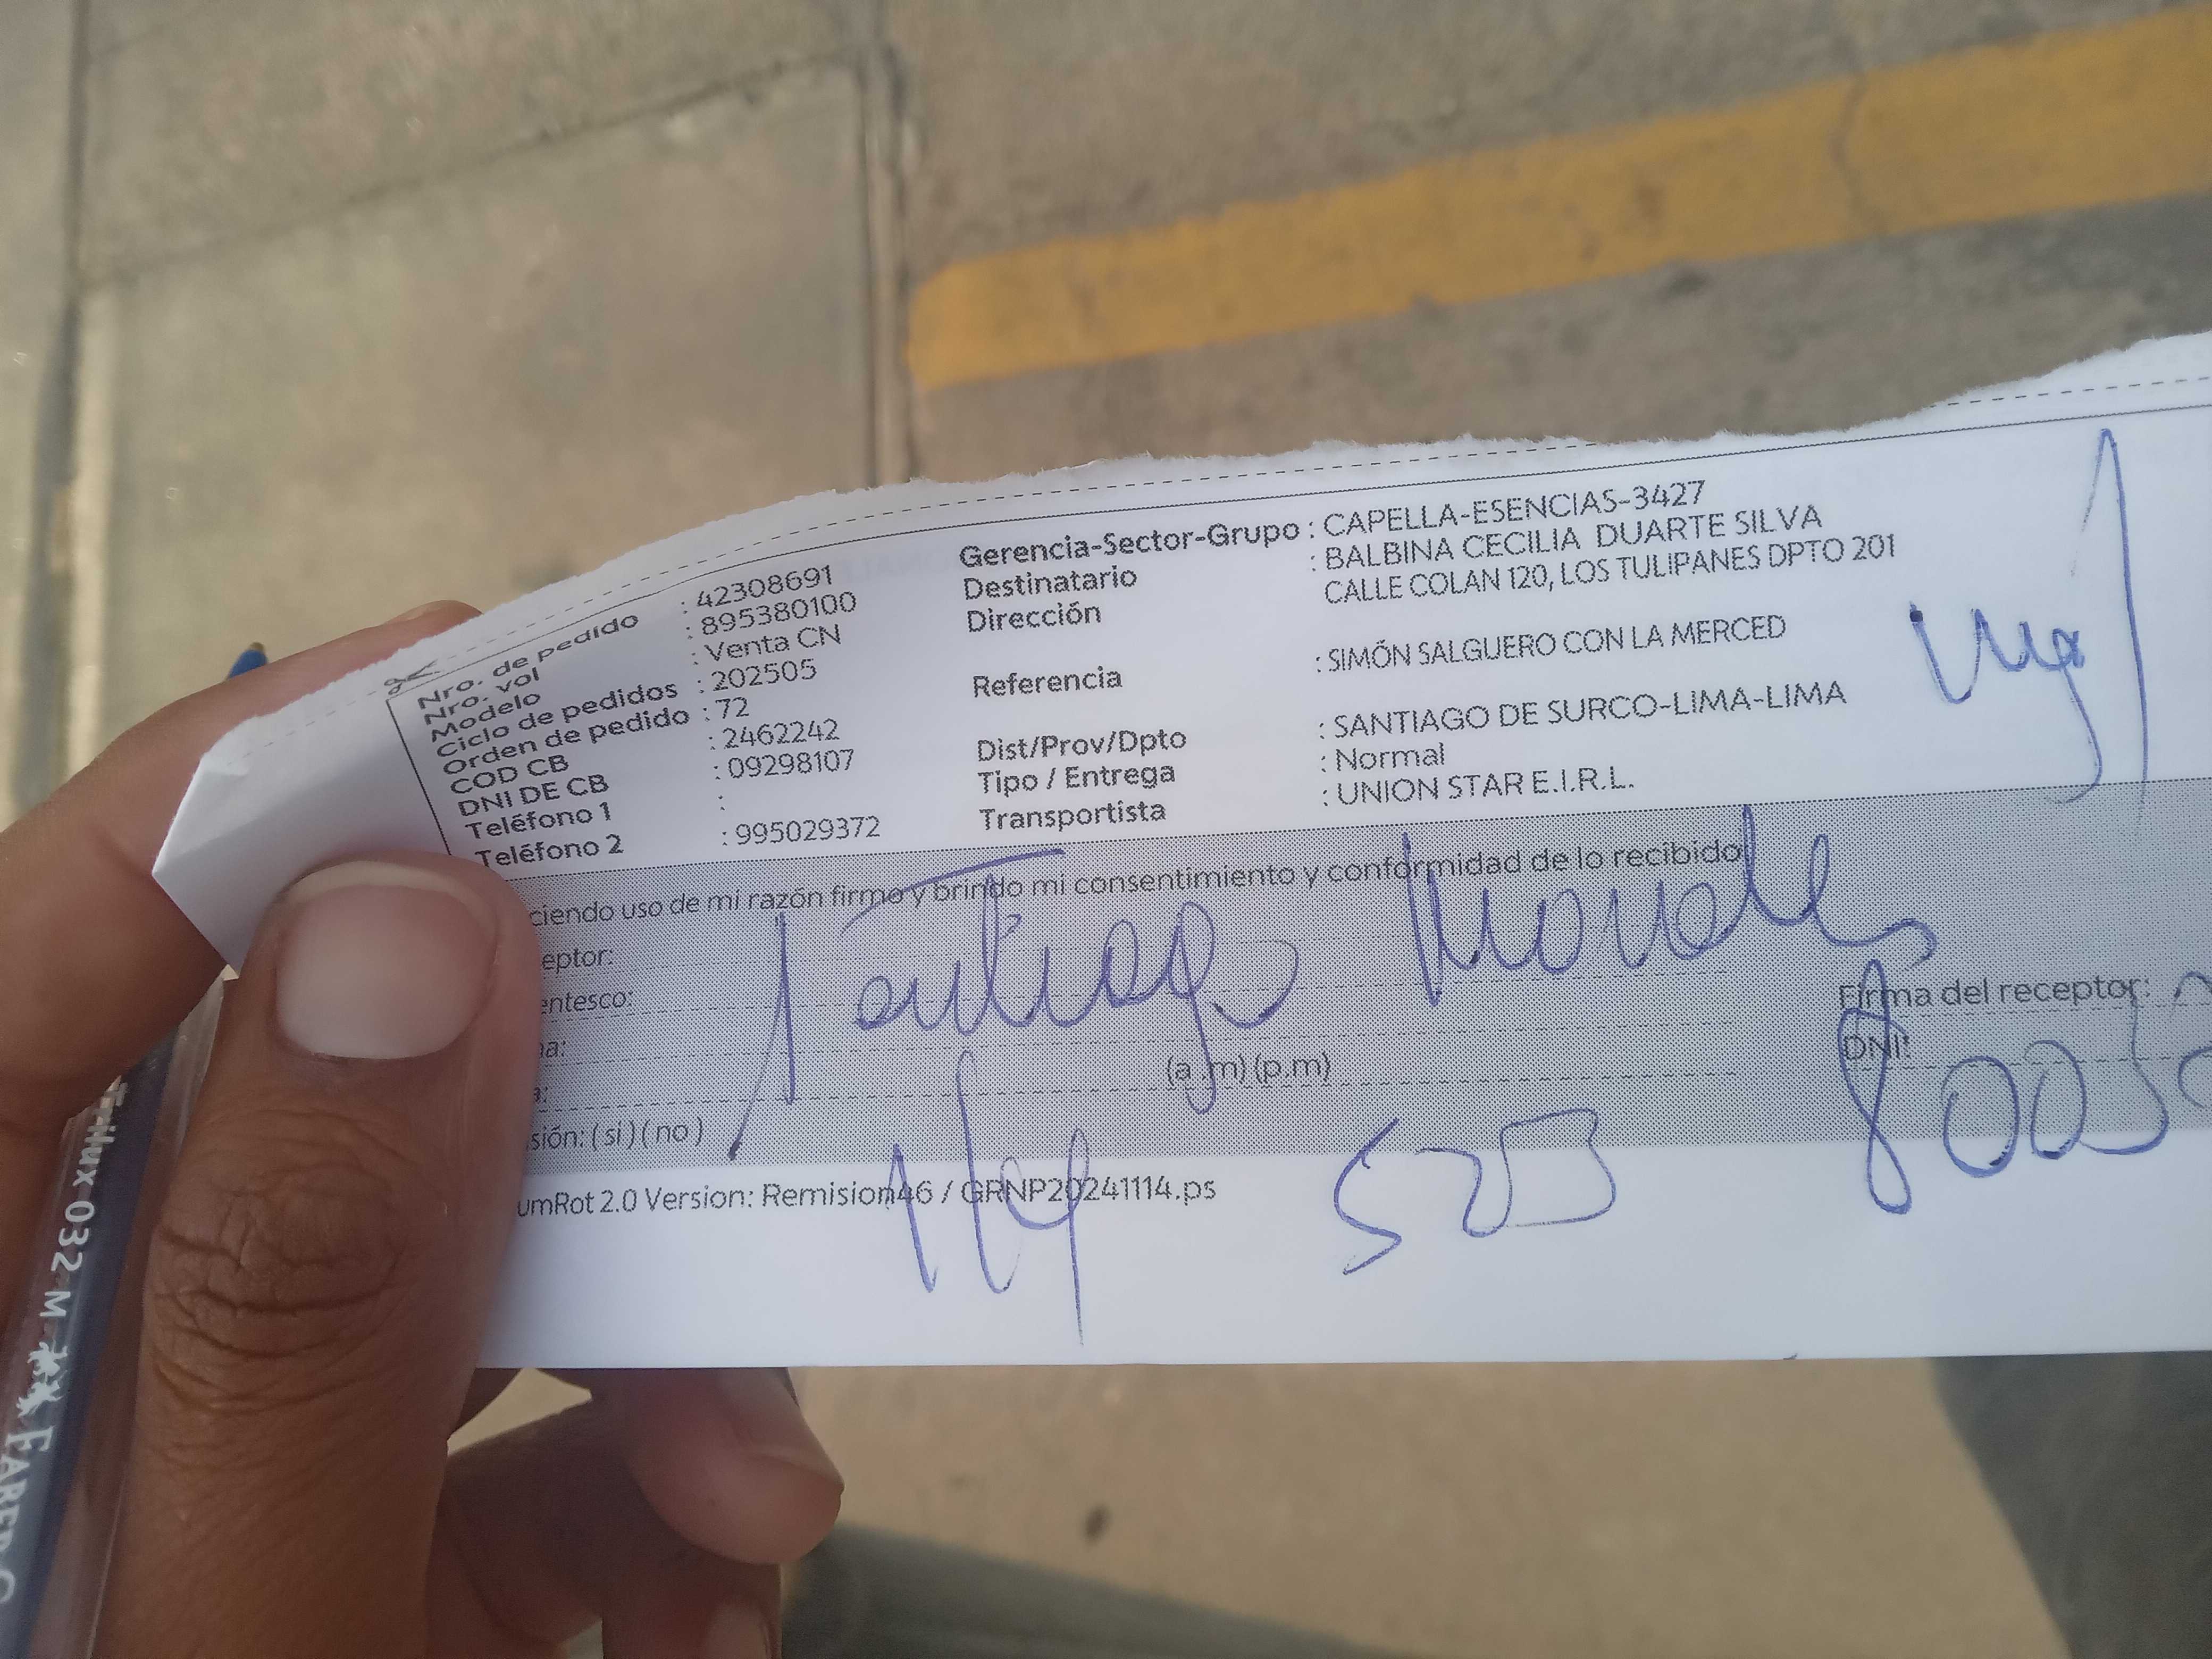 Nro. de pedido : 42308691
Nro. vol : 895380100
Modelo : Venta CN
Ciclo de pedidos : 202505
Orden de pedido : 72
COD CB : 2462242
DNI DE CB : 09298107
Teléfono 1 :
Teléfono 2 : 995029372
Gerencia-Sector-Grupo : CAPELLA-ESENCIAS-3427
Destinatario : BALBINA CECILIA DUARTE SILVA
Dirección CALLE COLAN 120, LOS TULIPANES DPTO 201
Referencia : SIMÓN SALGUERO CON LA MERCED
Dist/Prov/Dpto : SANTIAGO DE SURCO-LIMA-LIMA
Tipo / Entrega : Normal
Transportista : UNION STAR E.I.R.L.
ciendo uso de mi razón firmo y brindo mi consentimiento y conformidad de lo recibido
eptor: Santiago Morales
entesco:
Firma del receptor:
a:
(a.m) (p.m)
DNI:
sión: (si) (no)
umRot 2.0 Version: Remision46 / GRNP20241114.ps
Trilux 032 M